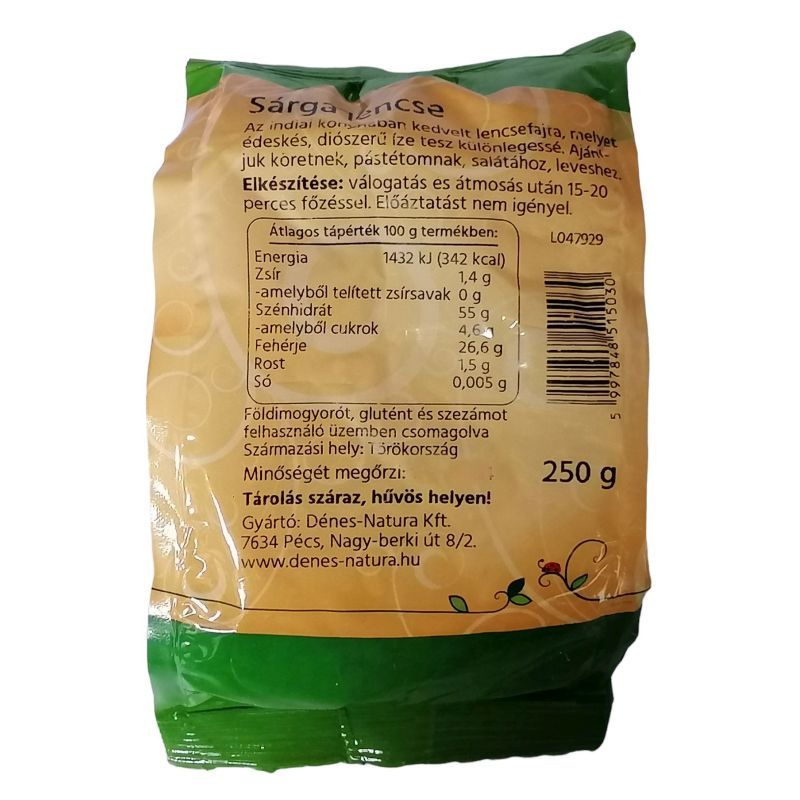 Sárga lencse
Az indiai konyhában kedvelt lencsefajta, melyet
édeskés, diószerű íze tesz különlegessé. Ajánl-
juk köretnek, pástétomnak, salátához, leveshez.
Elkészítése: válogatás es átmosás után 15-20
perces főzéssel. Előáztatást nem igényel.
Átlagos tápérték 100 g termékben:
Energia 1432 kJ (342 kcal)
Zsír 1,4 g
-amelyből telített zsírsavak 0 g
Szénhidrát 55 g
-amelyből cukrok 4,6 g
Fehérje 26,6 g
Rost 1,5 g
Só 0,005 g
L047929
5 997848 515030
Földimogyorót, glutént és szezámot
felhasználó üzemben csomagolva
Származási hely: Törökország
Minőségét megőrzi:
250 g
Tárolás száraz, hűvös helyen!
Gyártó: Dénes-Natura Kft.
7634 Pécs, Nagy-berki út 8/2.
www.denes-natura.hu